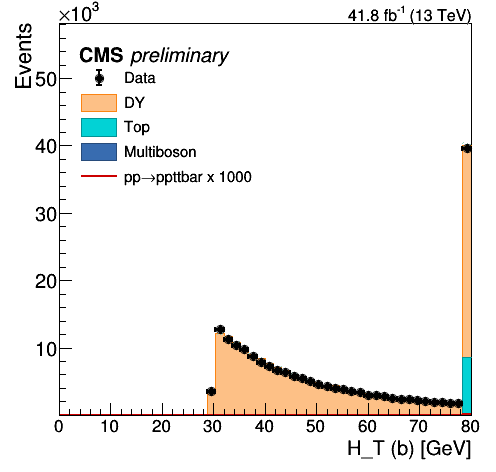 ×10³
41.8 fb⁻¹ (13 TeV)
Events
CMS preliminary
Data
DY
Top
Multiboson
pp→ppttbar x 1000
50
40
30
20
10
0 10 20 30 40 50 60 70 80
H_T (b) [GeV]